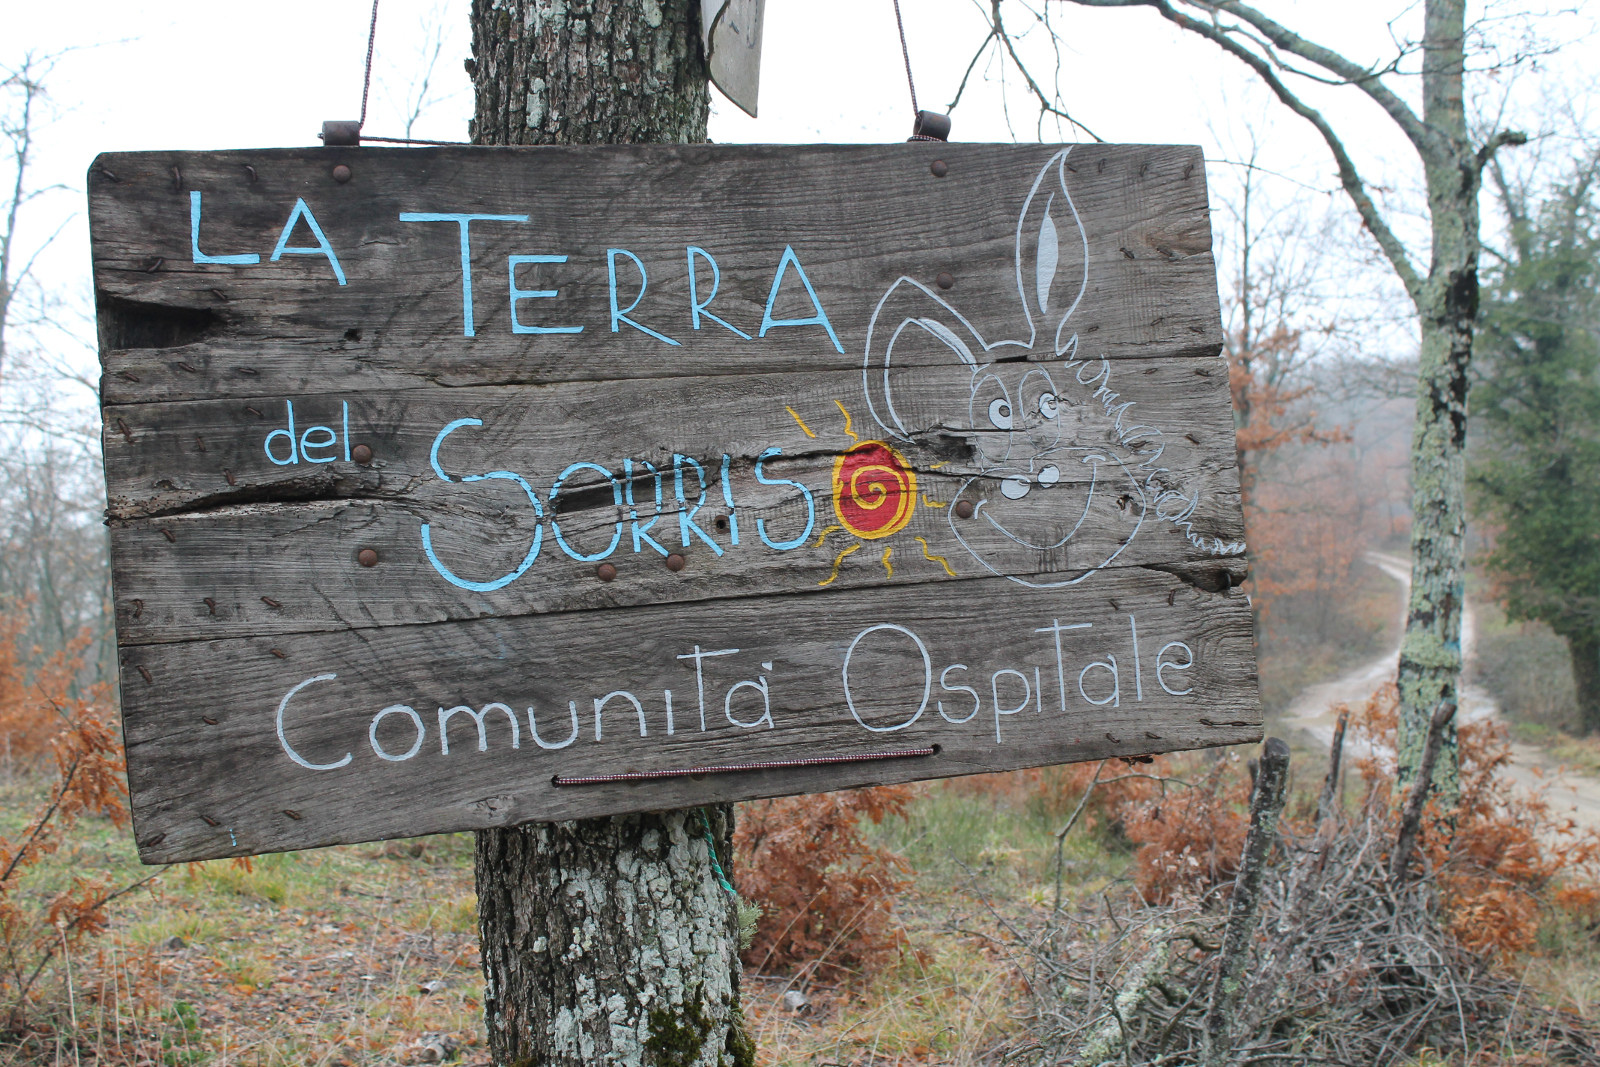 LA TERRA
del SORRISO
Comunità Ospitale